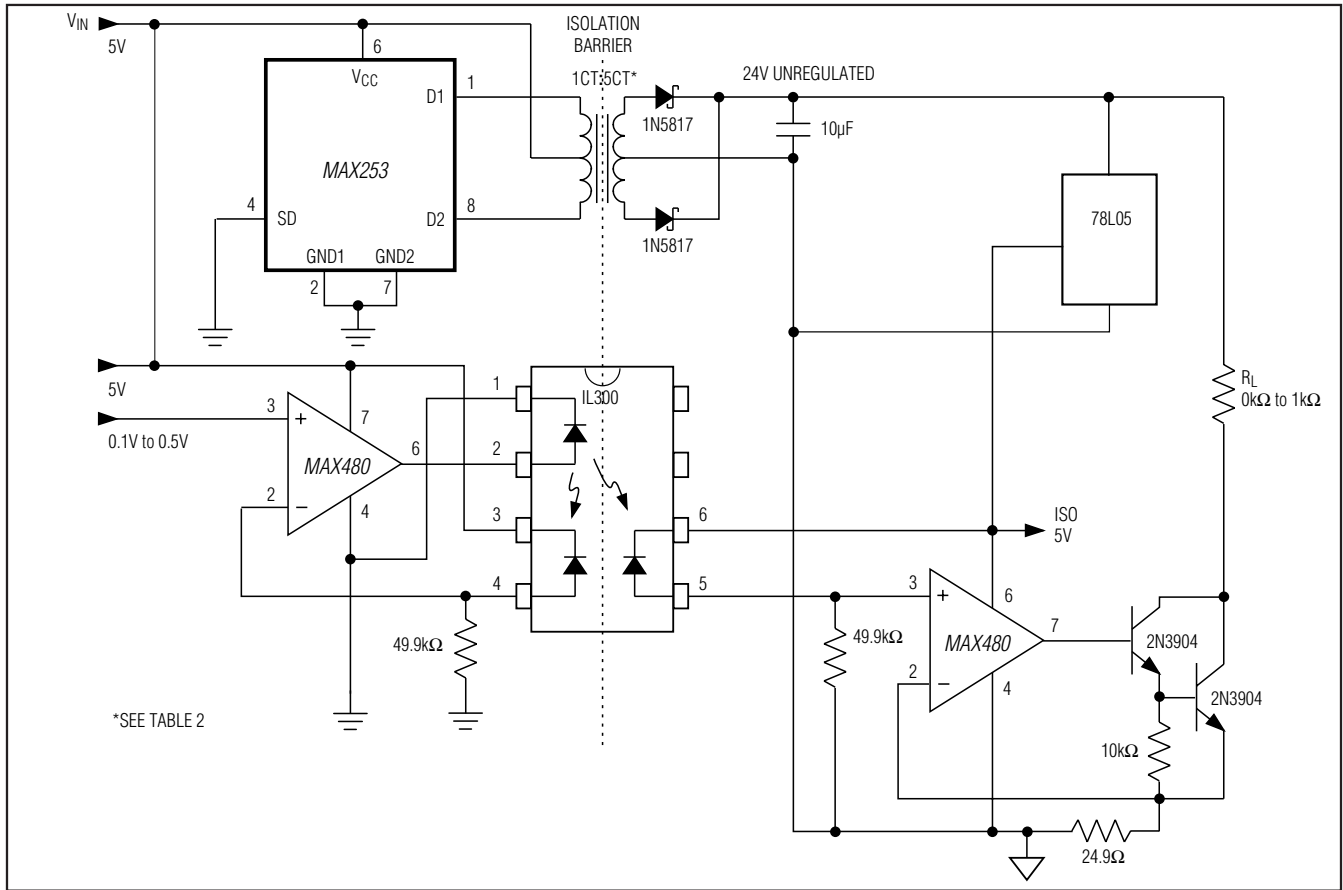 VIN
5V
6
VCC
D1
1
MAX253
4
SD
D2
8
GND1
GND2
2
7
ISOLATION
BARRIER
1CT:5CT*
1N5817
1N5817
24V UNREGULATED
10µF
78L05
RL
0kΩ to 1kΩ
5V
0.1V to 0.5V
3
+
7
MAX480
6
2
−
4
49.9kΩ
1
IL300
2
3
4
6
5
ISO
5V
49.9kΩ
3
+
6
MAX480
7
2
−
4
2N3904
2N3904
10kΩ
24.9Ω
*SEE TABLE 2